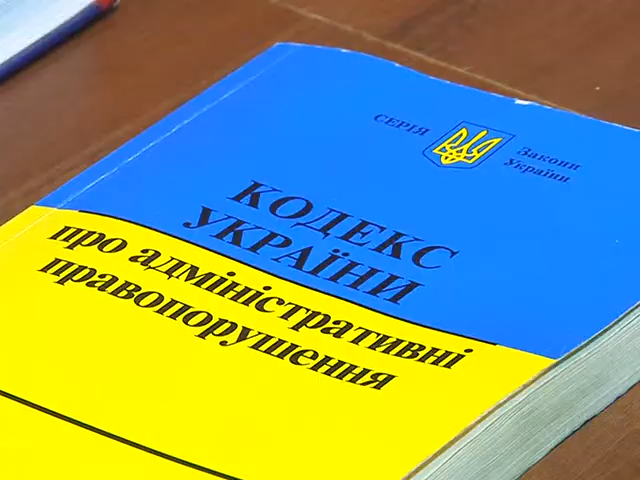 СЕРІЯ
Закони
України
КОДЕКС
УКРАЇНИ
про адміністративні
правопорушення